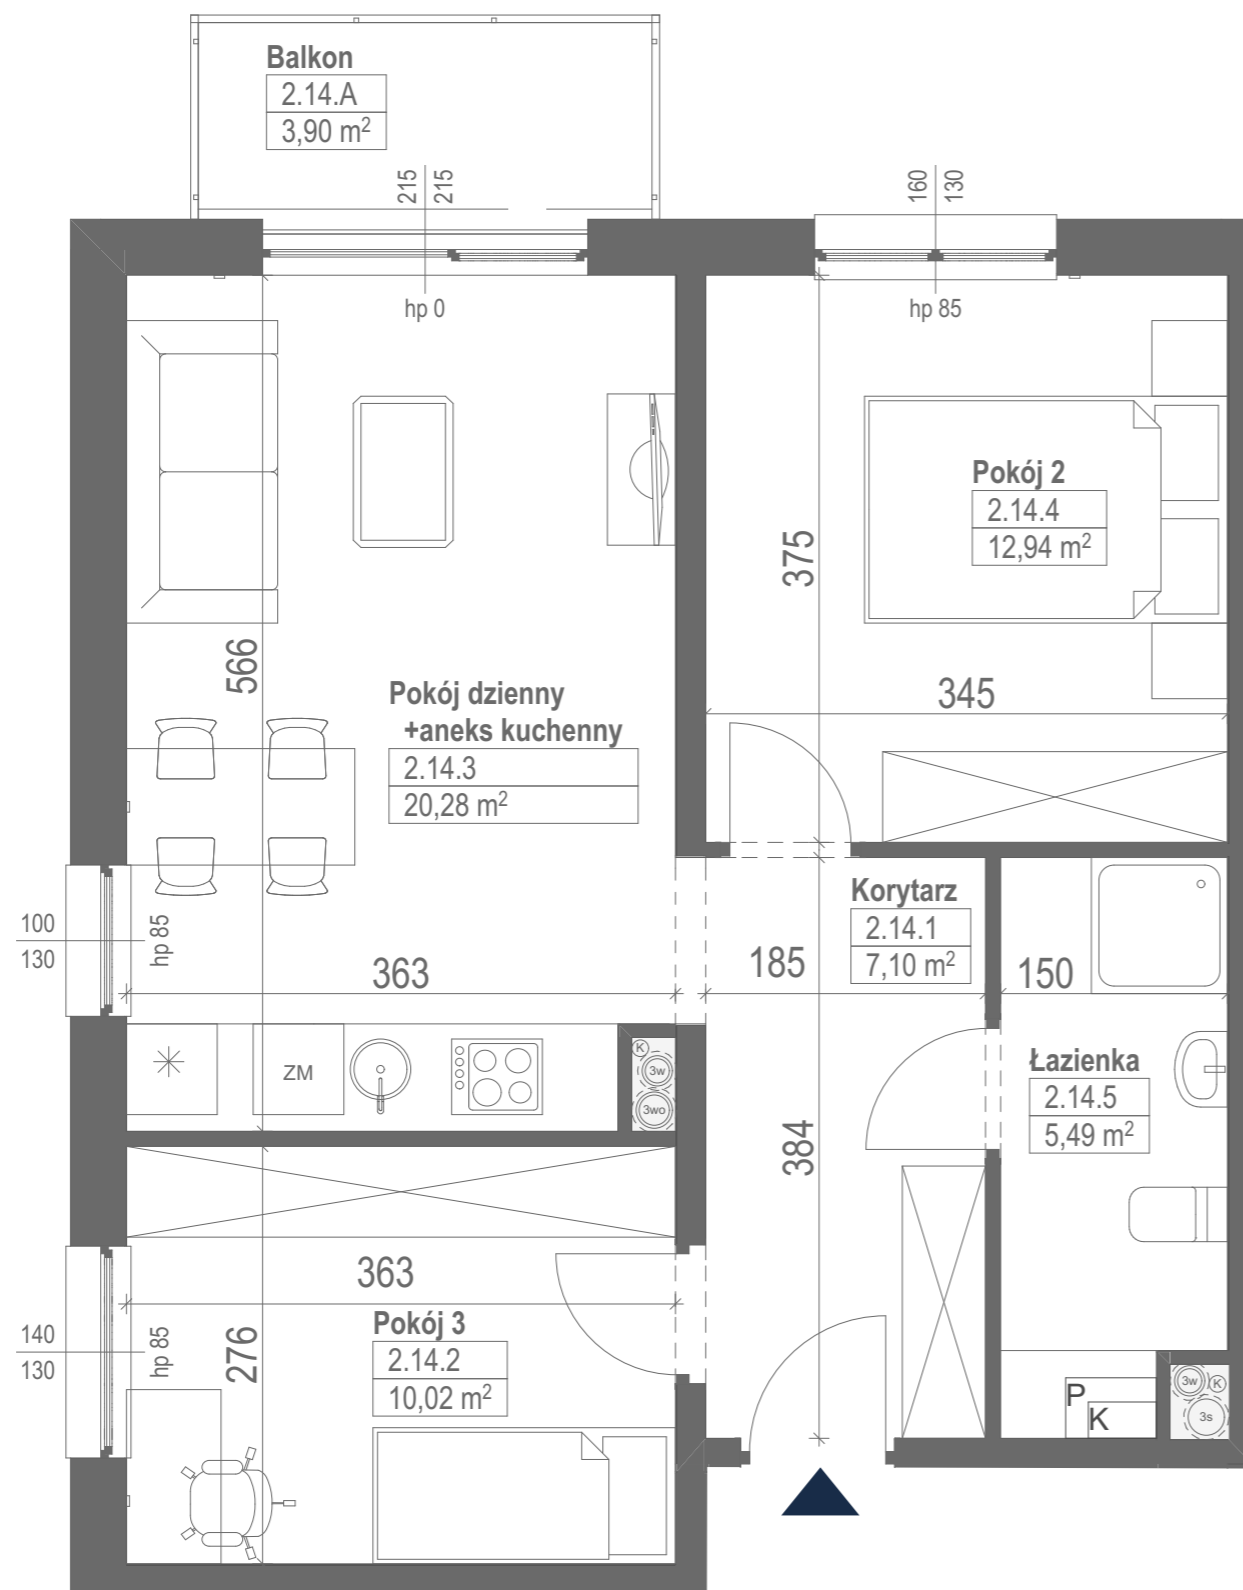 Balkon
2.14.A
3,90 m²
215
215
160
130
hp 0
hp 85
Pokój 2
2.14.4
12,94 m²
375
345
566
Pokój dzienny
+aneks kuchenny
2.14.3
20,28 m²
100
130
hp 85
363
185
Korytarz
2.14.1
7,10 m²
150
ZM
K
3w
3wo
Łazienka
2.14.5
5,49 m²
384
363
140
130
hp 85
276
Pokój 3
2.14.2
10,02 m²
P
K
3w
K
3s